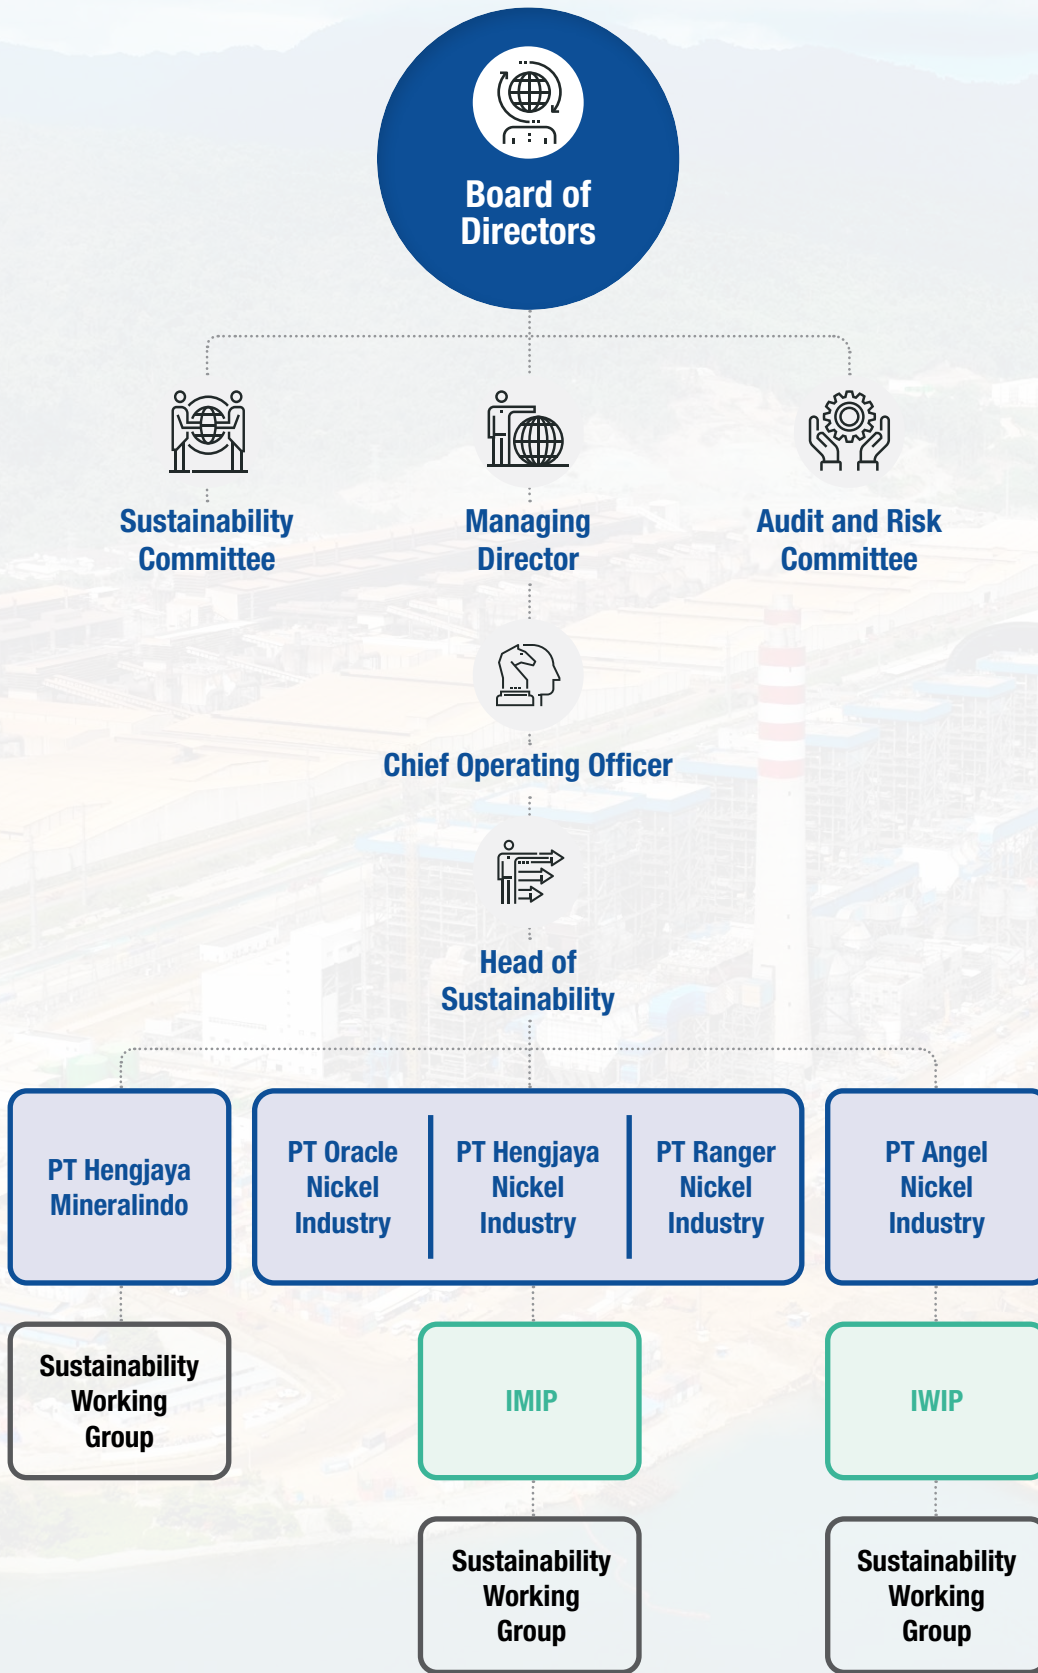 Board of
Directors
Sustainability
Committee
Managing
Director
Audit and Risk
Committee
Chief Operating Officer
Head of
Sustainability
PT Hengjaya
Mineralindo
PT Oracle
Nickel
Industry
PT Hengjaya
Nickel
Industry
PT Ranger
Nickel
Industry
PT Angel
Nickel
Industry
Sustainability
Working
Group
IMIP
IWIP
Sustainability
Working
Group
Sustainability
Working
Group